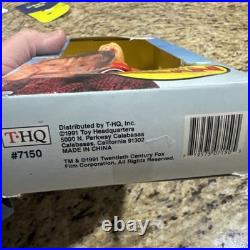 T·HQ
#7150
Distributed by T-HQ, Inc.
©1991 Toy Headquarters
5000 N. Parkway Calabasas
Calabasas, California 91302
MADE IN CHINA
TM & ©1991 Twentieth Century Fox
Film Corporation. All Rights Reserved.